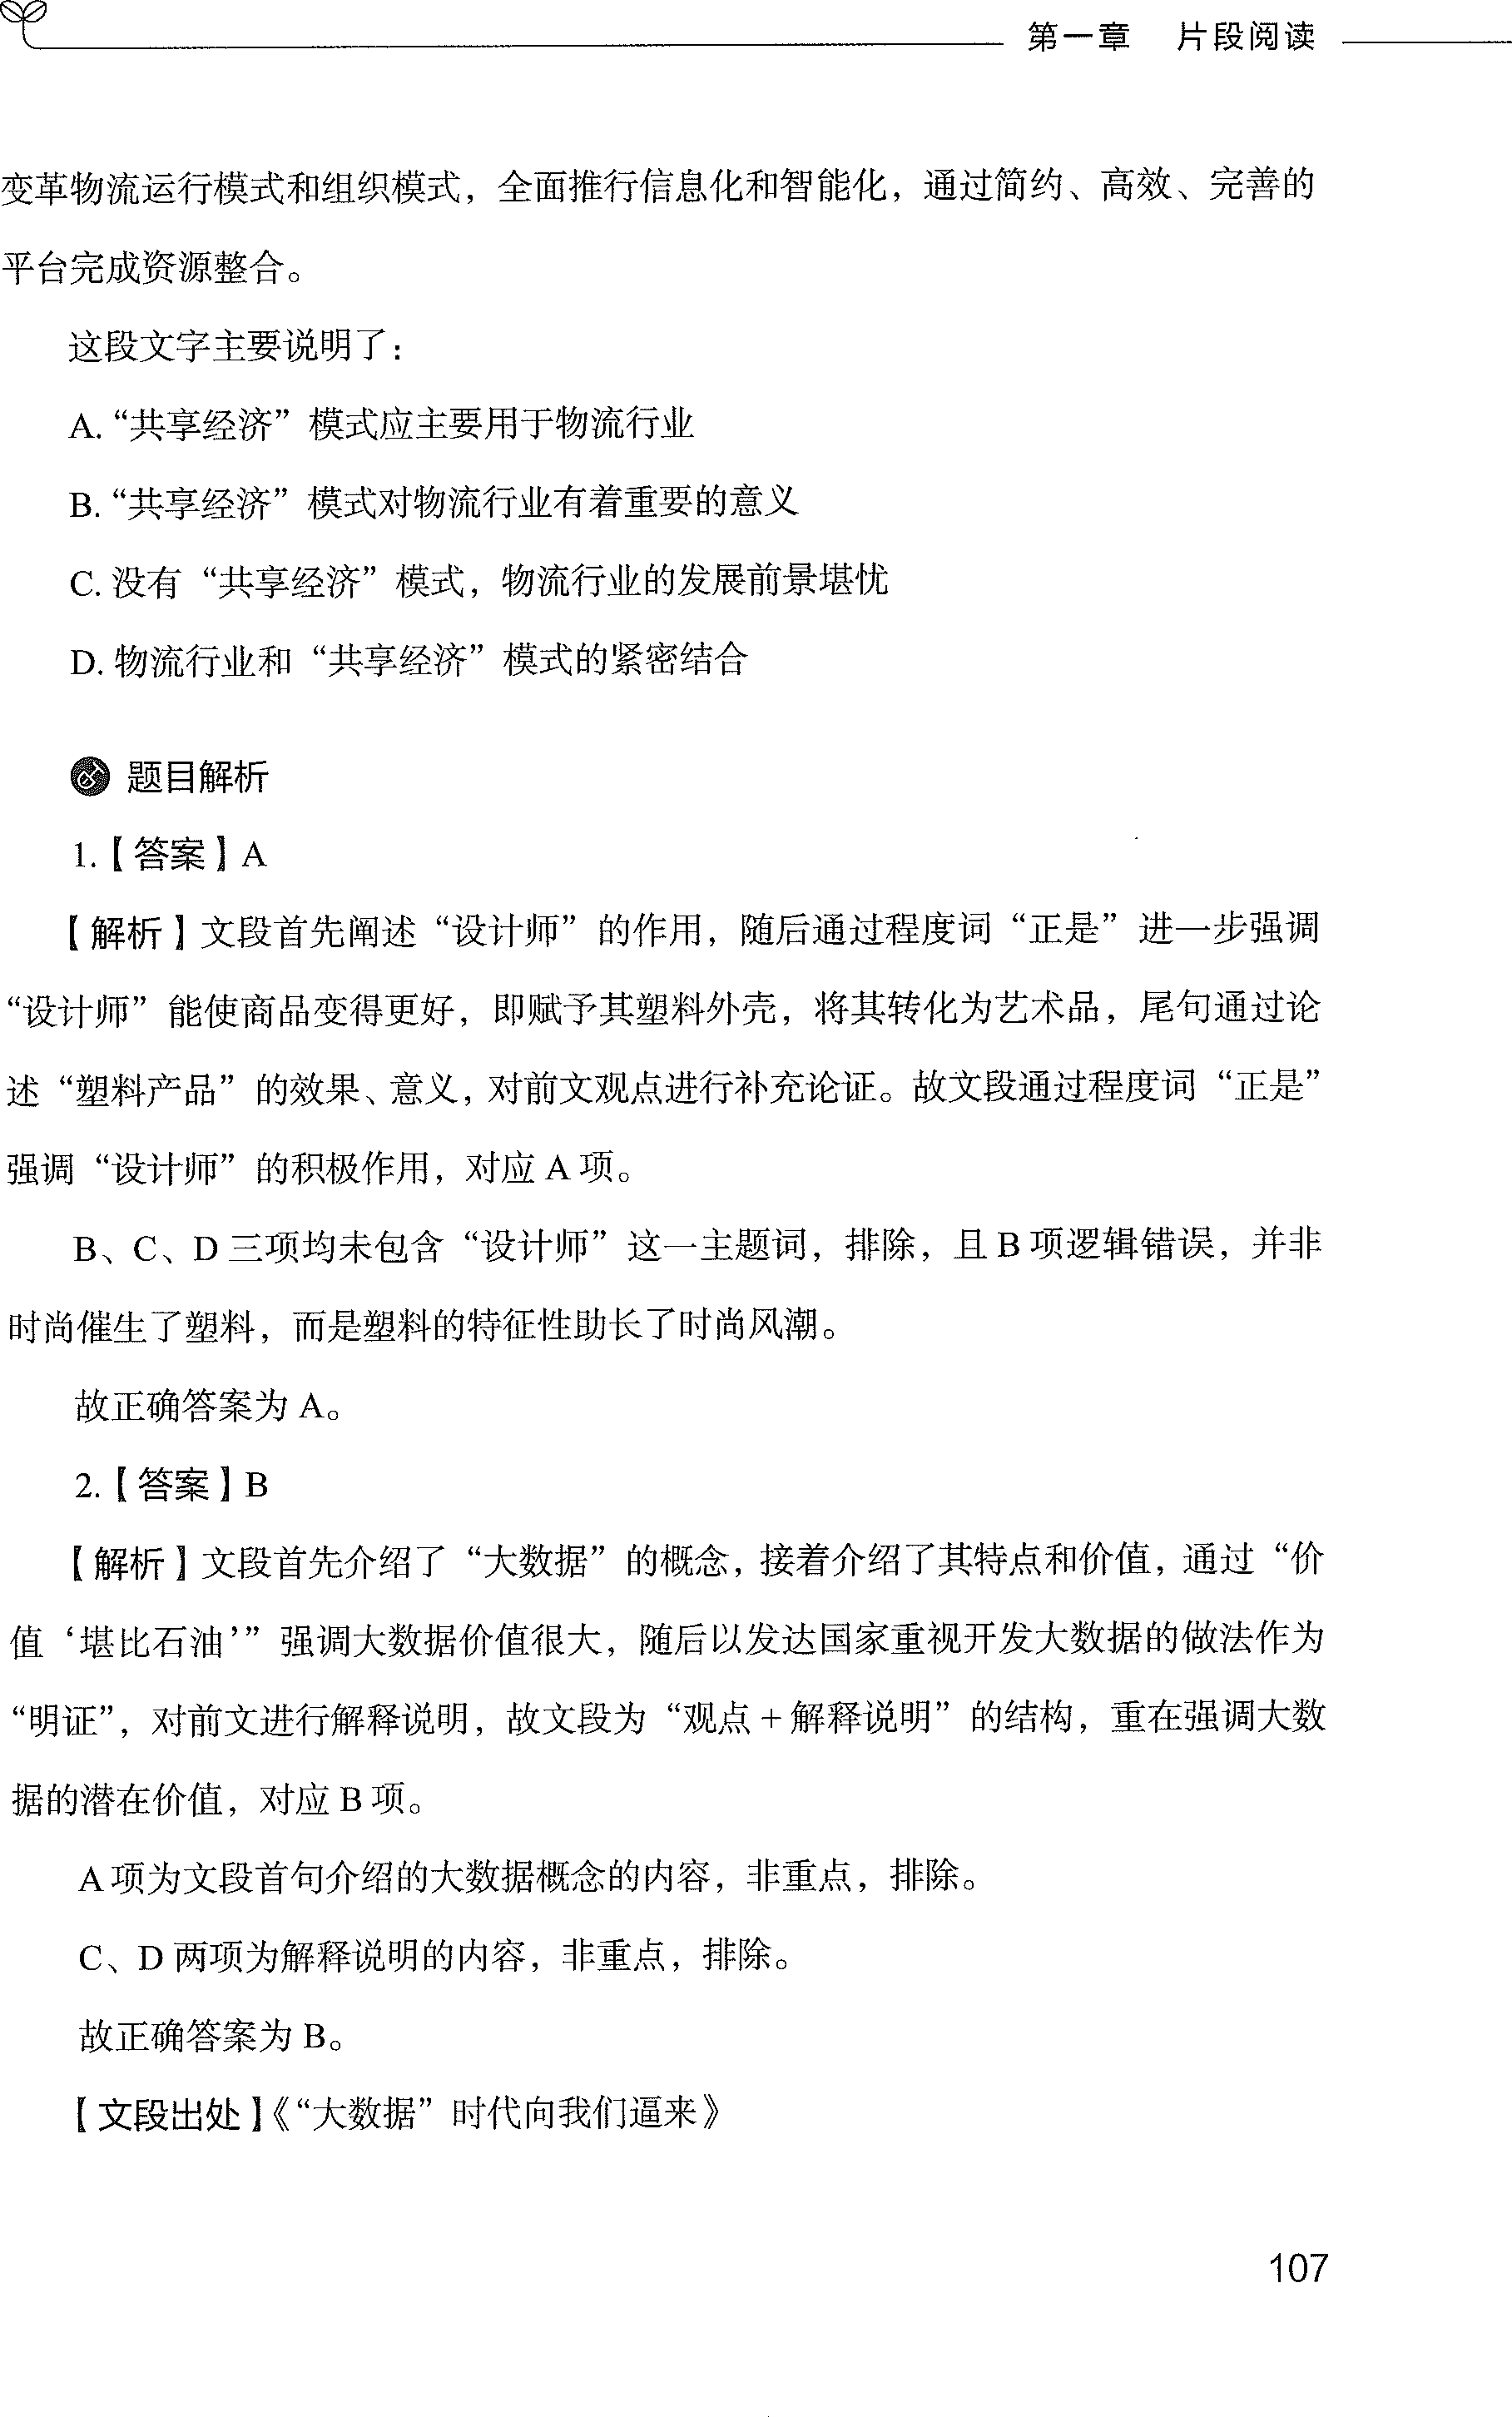 第一章 片段阅读
变革物流运行模式和组织模式，全面推行信息化和智能化，通过简约、高效、完善的
平台完成资源整合。
这段文字主要说明了：
A. “共享经济”模式应主要用于物流行业
B. “共享经济”模式对物流行业有着重要的意义
C. 没有“共享经济”模式，物流行业的发展前景堪忧
D. 物流行业和“共享经济”模式的紧密结合
题目解析
1.【答案】A
【解析】文段首先阐述“设计师”的作用，随后通过程度词“正是”进一步强调
“设计师”能使商品变得更好，即赋予其塑料外壳，将其转化为艺术品，尾句通过论
述“塑料产品”的效果、意义，对前文观点进行补充论证。故文段通过程度词“正是”
强调“设计师”的积极作用，对应 A 项。
B、C、D 三项均未包含“设计师”这一主题词，排除，且 B 项逻辑错误，并非
时尚催生了塑料，而是塑料的特征性助长了时尚风潮。
故正确答案为 A。
2.【答案】B
【解析】文段首先介绍了“大数据”的概念，接着介绍了其特点和价值，通过“价
值‘堪比石油’”强调大数据价值很大，随后以发达国家重视开发大数据的做法作为
“明证”，对前文进行解释说明，故文段为“观点 + 解释说明”的结构，重在强调大数
据的潜在价值，对应 B 项。
A 项为文段首句介绍的大数据概念的内容，非重点，排除。
C、D 两项为解释说明的内容，非重点，排除。
故正确答案为 B。
【文段出处】《“大数据”时代向我们逼来》
107